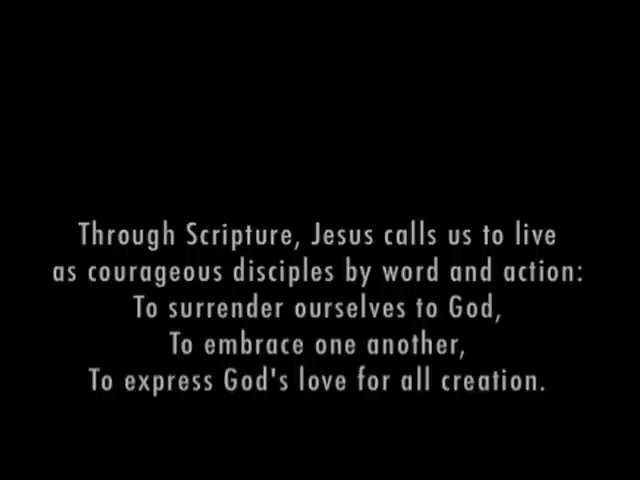 Through Scripture, Jesus calls us to live
as courageous disciples by word and action:
To surrender ourselves to God,
To embrace one another,
To express God's love for all creation.